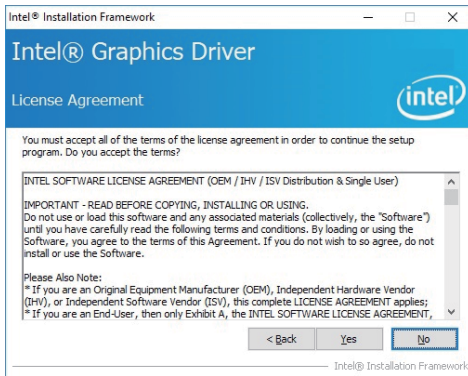 Intel® Installation Framework
Intel® Graphics Driver
License Agreement
intel
You must accept all of the terms of the license agreement in order to continue the setup
program. Do you accept the terms?
INTEL SOFTWARE LICENSE AGREEMENT (OEM / IHV / ISV Distribution & Single User)
IMPORTANT - READ BEFORE COPYING, INSTALLING OR USING.
Do not use or load this software and any associated materials (collectively, the "Software")
until you have carefully read the following terms and conditions. By loading or using the
Software, you agree to the terms of this Agreement. If you do not wish to so agree, do not
install or use the Software.
Please Also Note:
* If you are an Original Equipment Manufacturer (OEM), Independent Hardware Vendor
(IHV), or Independent Software Vendor (ISV), this complete LICENSE AGREEMENT applies;
* If you are an End-User, then only Exhibit A, the INTEL SOFTWARE LICENSE AGREEMENT,
< Back Yes No
Intel® Installation Framework